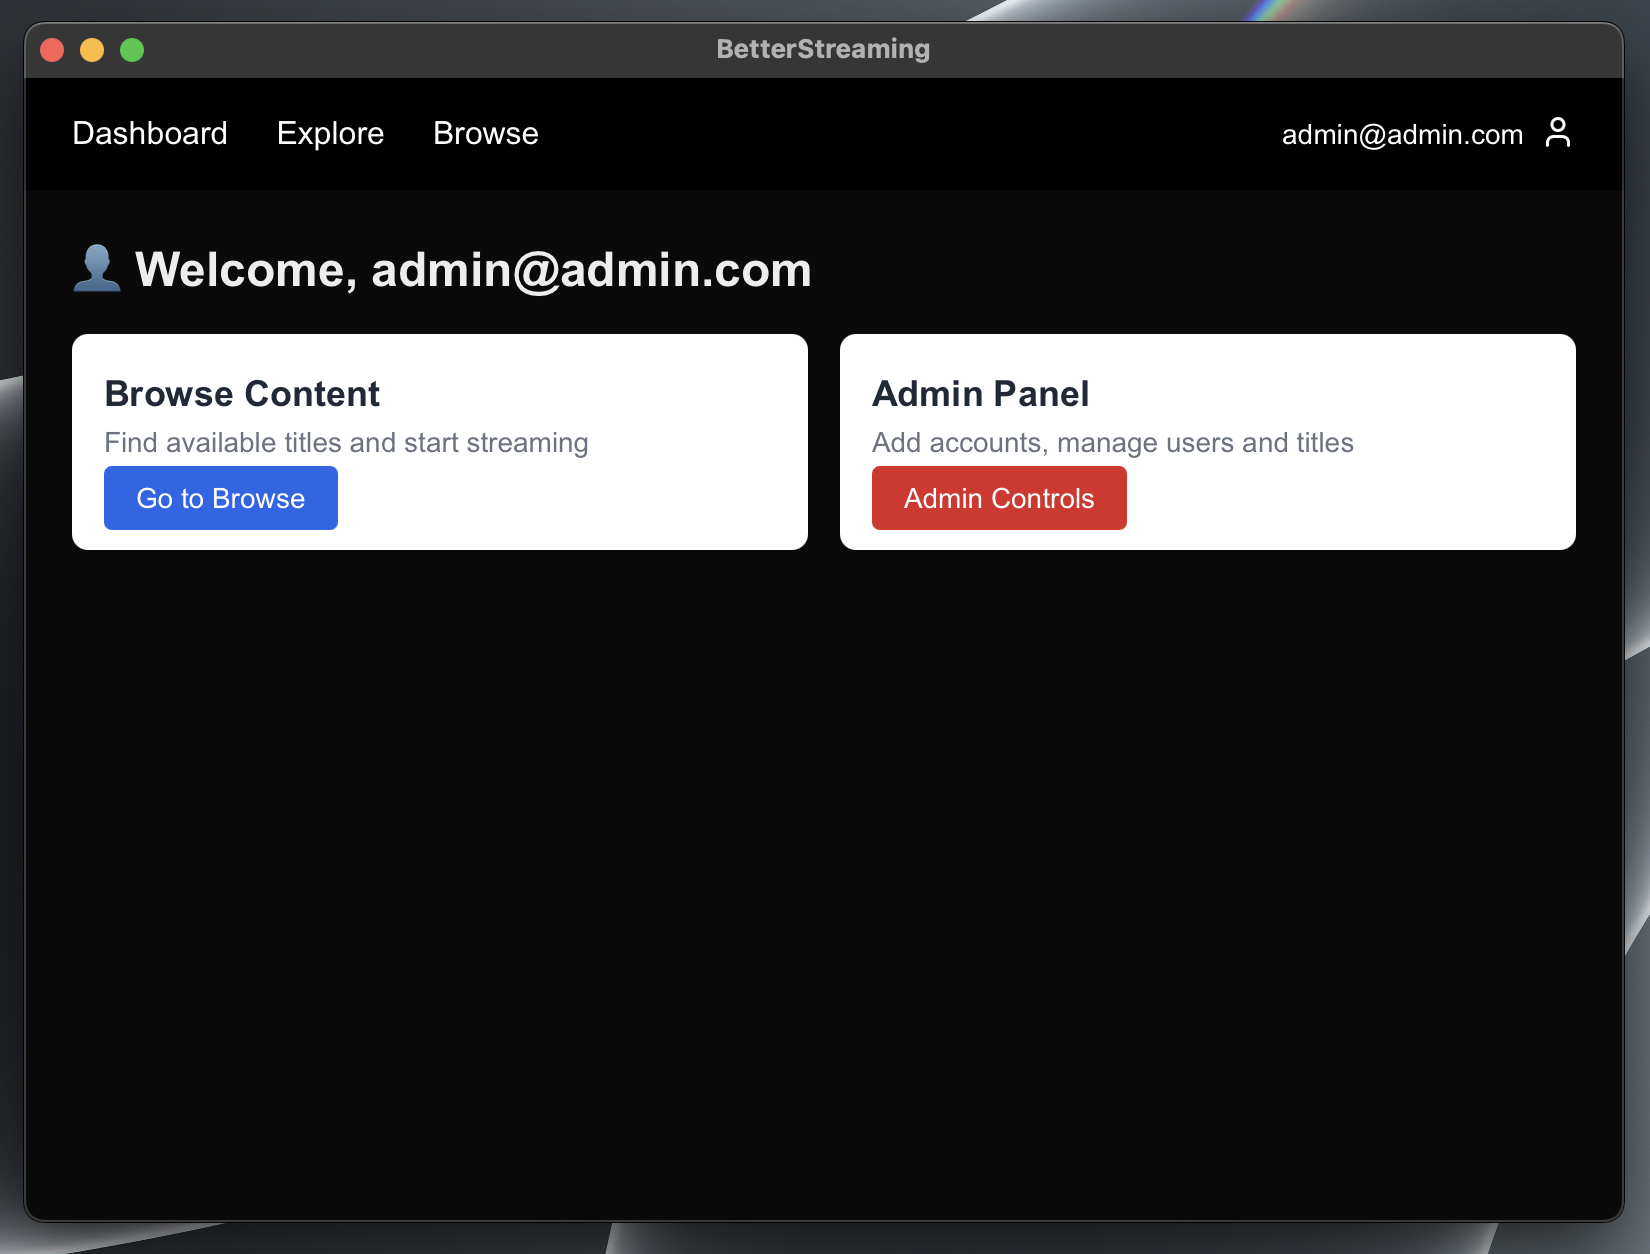 BetterStreaming
Dashboard Explore Browse admin@admin.com
Welcome, admin@admin.com
Browse Content
Find available titles and start streaming
Go to Browse
Admin Panel
Add accounts, manage users and titles
Admin Controls